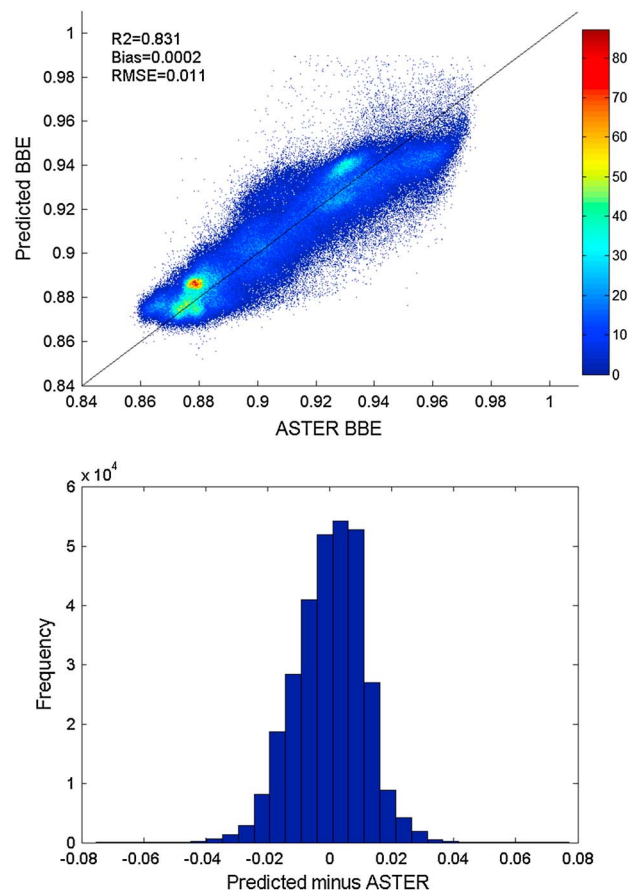 R2=0.831
Bias=0.0002
RMSE=0.011
1
0.98
0.96
0.94
0.92
0.9
0.88
0.86
0.84
Predicted BBE
0.84 0.86 0.88 0.9 0.92 0.94 0.96 0.98 1
ASTER BBE
80
70
60
50
40
30
20
10
0
x 10^4
6
5
4
3
2
1
0
Frequency
-0.08 -0.06 -0.04 -0.02 0 0.02 0.04 0.06 0.08
Predicted minus ASTER